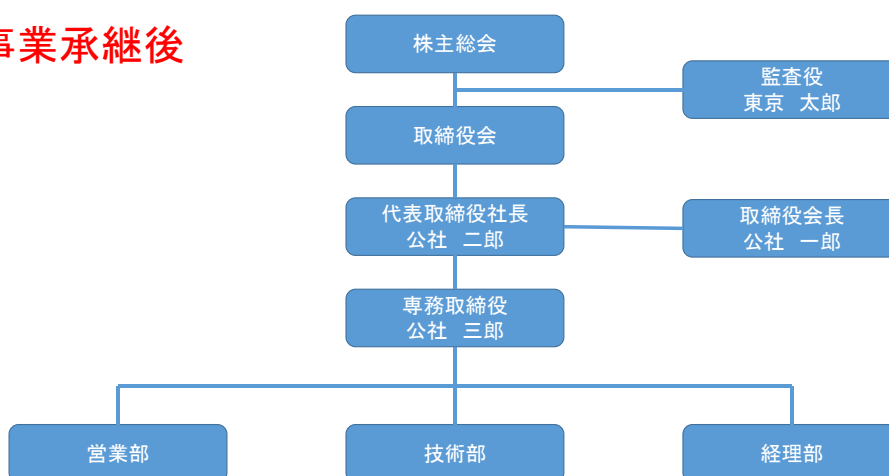 事業承継後
株主総会
監査役
東京　太郎
取締役会
代表取締役社長
公社　二郎
取締役会長
公社　一郎
専務取締役
公社　三郎
営業部
技術部
経理部